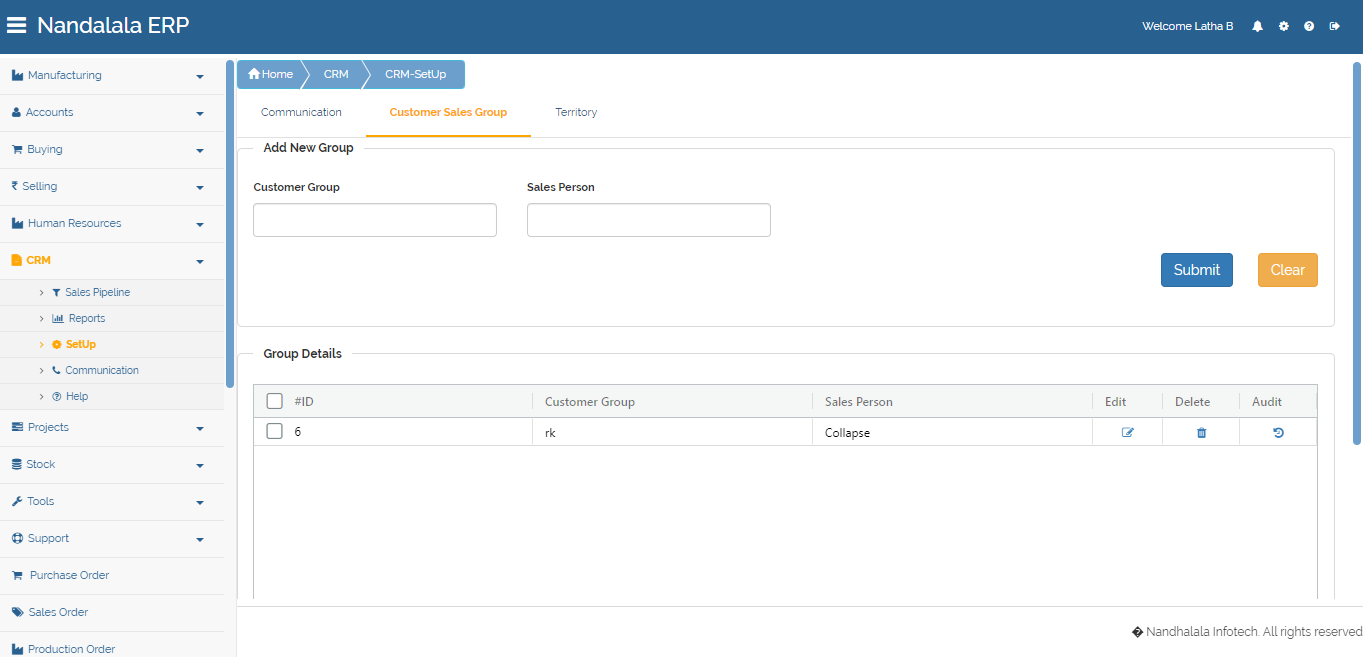 Nandalala ERP
Welcome Latha B
Manufacturing
Accounts
Buying
₹ Selling
Human Resources
CRM
Sales Pipeline
Reports
SetUp
Communication
Help
Projects
Stock
Tools
Support
Purchase Order
Sales Order
Production Order
Home CRM CRM-SetUp
Communication Customer Sales Group Territory
Add New Group
Customer Group Sales Person
Submit Clear
Group Details
#ID Customer Group Sales Person Edit Delete Audit
6 rk Collapse
� Nandhalala Infotech. All rights reserved